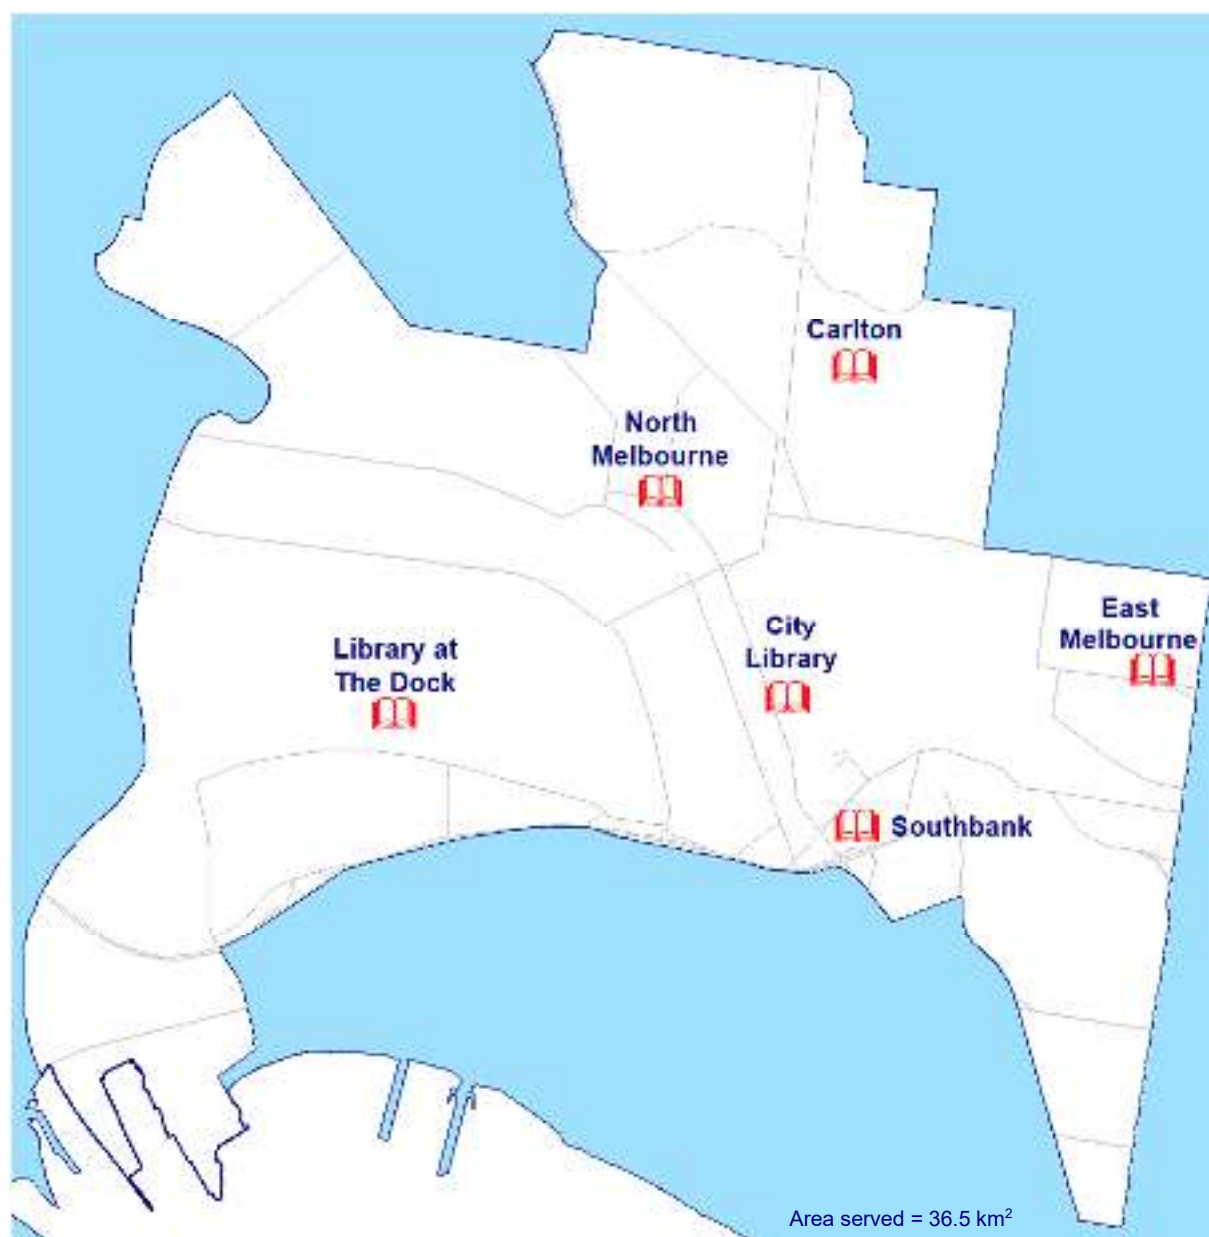 Carlton
North
Melbourne
East
Melbourne
City
Library
Library at
The Dock
Southbank
Area served = 36.5 km²